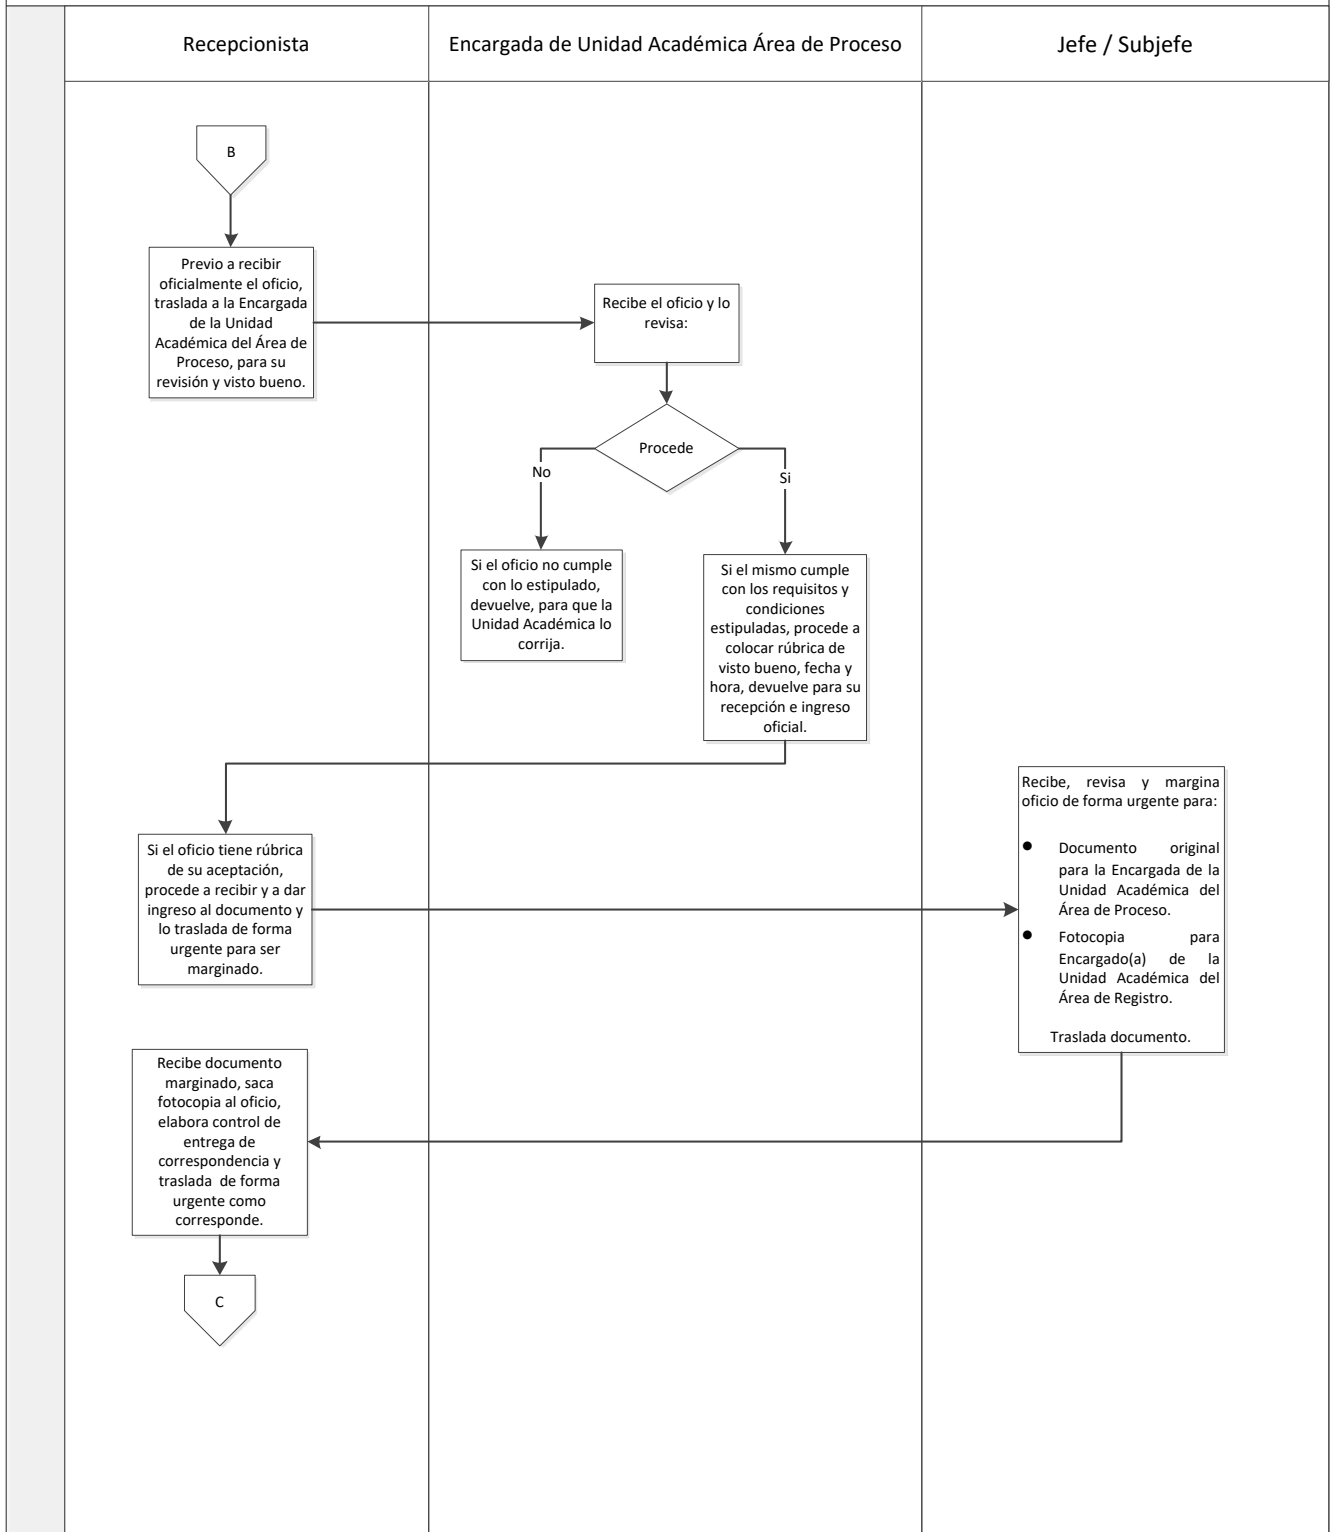 Recepcionista
Encargada de Unidad Académica Área de Proceso
Jefe / Subjefe
B
Previo a recibir
oficialmente el oficio,
traslada a la Encargada
de la Unidad
Académica del Área de
Proceso, para su
revisión y visto bueno.
Recibe el oficio y lo
revisa:
Procede
No
Si
Si el oficio no cumple
con lo estipulado,
devuelve, para que la
Unidad Académica lo
corrija.
Si el mismo cumple
con los requisitos y
condiciones
estipuladas, procede a
colocar rúbrica de
visto bueno, fecha y
hora, devuelve para su
recepción e ingreso
oficial.
Si el oficio tiene rúbrica
de su aceptación,
procede a recibir y a dar
ingreso al documento y
lo traslada de forma
urgente para ser
marginado.
Recibe, revisa y margina
oficio de forma urgente para:
● Documento original
para la Encargada de la
Unidad Académica del
Área de Proceso.
● Fotocopia para
Encargado(a) de la
Unidad Académica del
Área de Registro.
Traslada documento.
Recibe documento
marginado, saca
fotocopia al oficio,
elabora control de
entrega de
correspondencia y
traslada de forma
urgente como
corresponde.
C